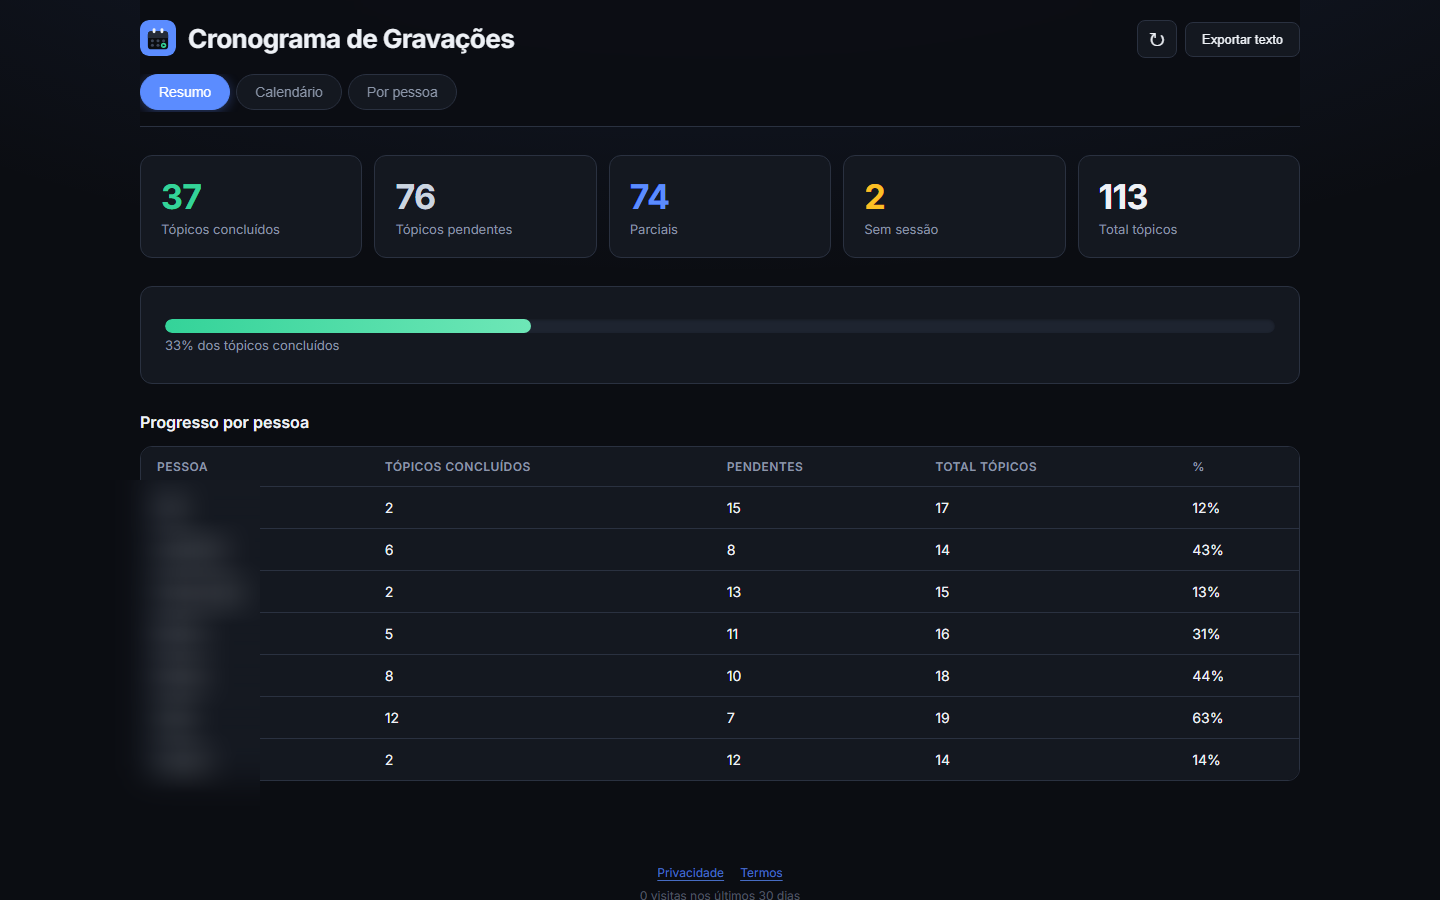 Cronograma de Gravações
Exportar texto
Resumo Calendário Por pessoa
37 76 74 2 113
Tópicos concluídos Tópicos pendentes Parciais Sem sessão Total tópicos
33% dos tópicos concluídos
Progresso por pessoa
PESSOA TÓPICOS CONCLUÍDOS PENDENTES TOTAL TÓPICOS %
2 15 17 12%
6 8 14 43%
2 13 15 13%
5 11 16 31%
8 10 18 44%
12 7 19 63%
2 12 14 14%
Privacidade Termos
0 visitas nos últimos 30 dias